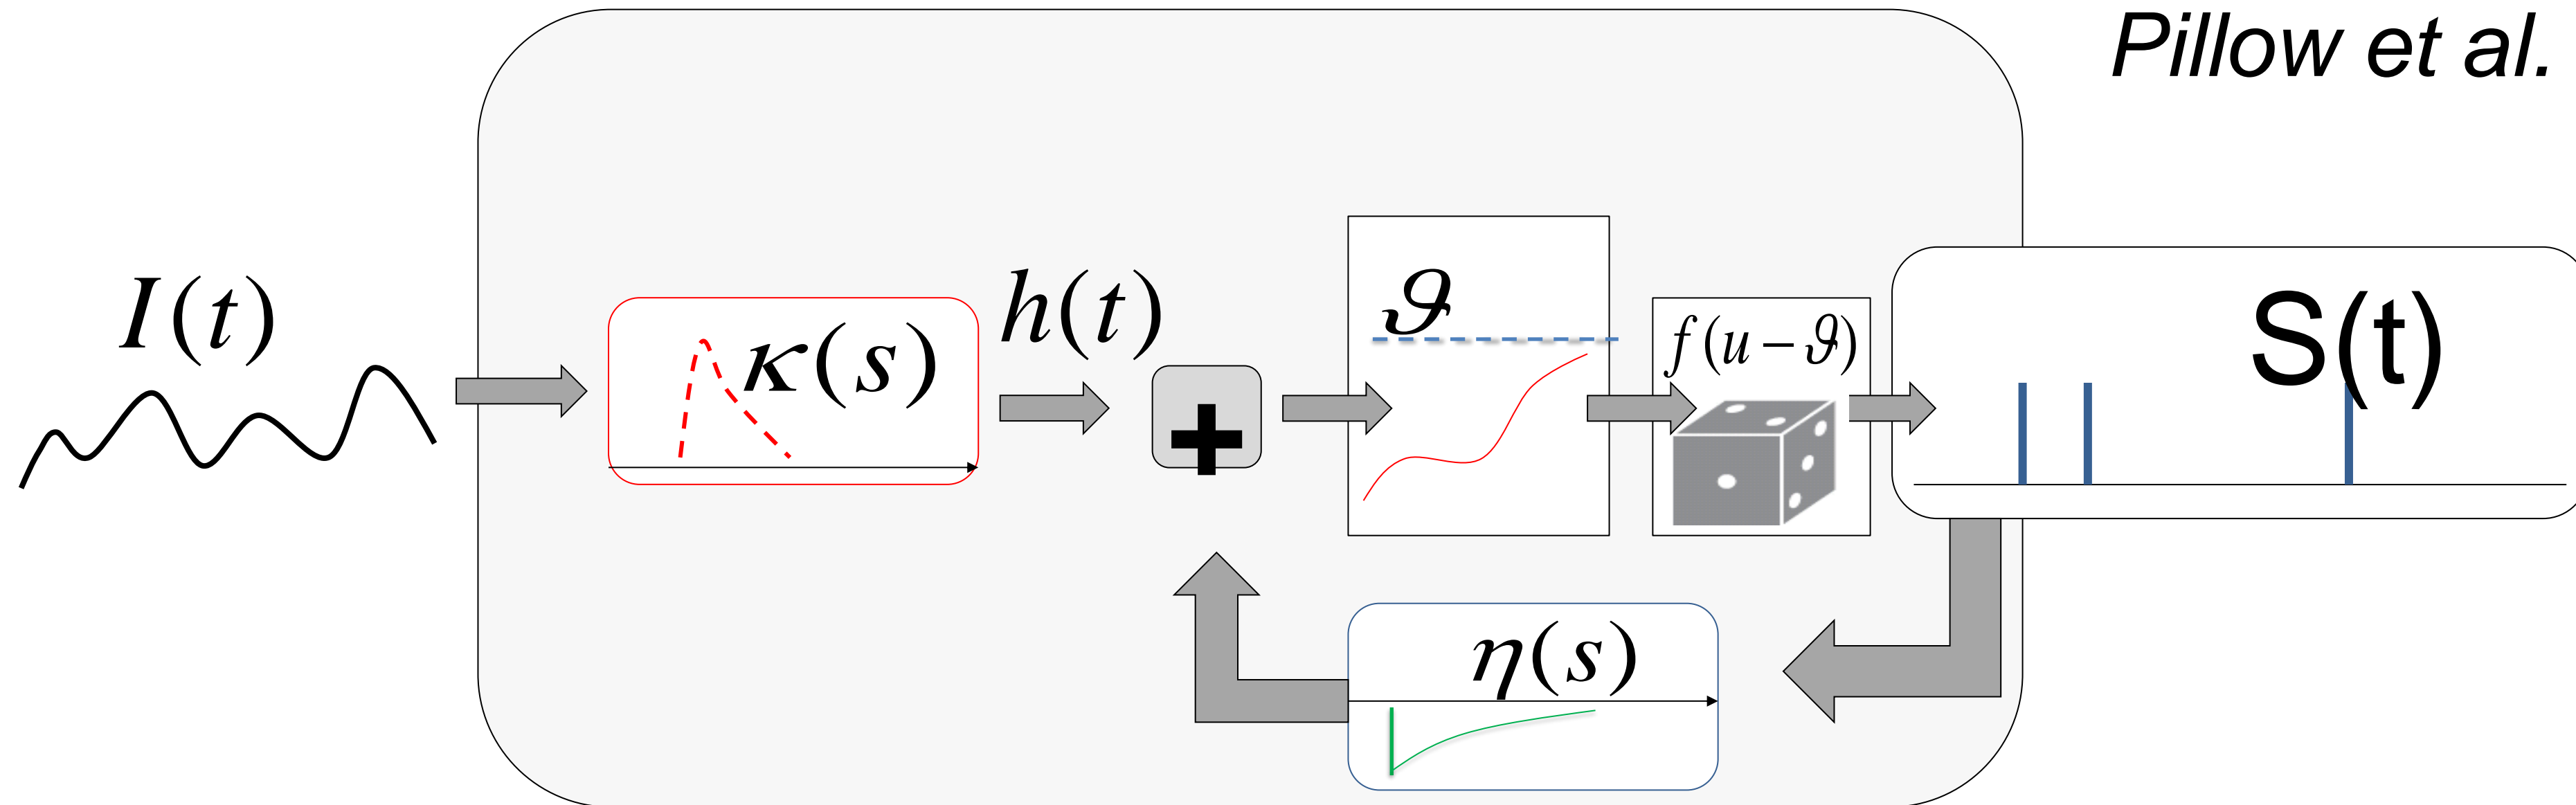 Pillow et al.
I(t)
κ(s)
h(t)
+
ϑ
f(u − ϑ)
S(t)
η(s)